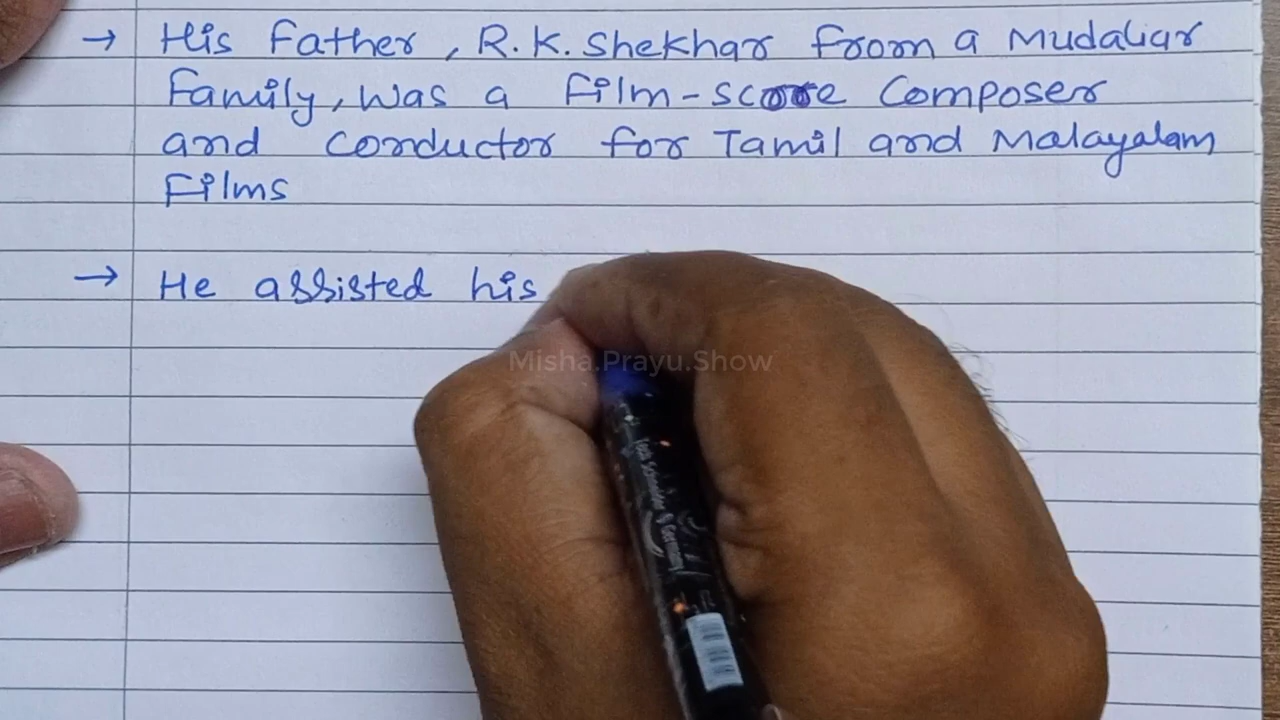 → His Father, R.K. Shekhar from a Mudaliar
Family, was a Film-score Composer
and conductor for Tamil and Malayalam
Films
→ He assisted his
Misha.Prayu.Show